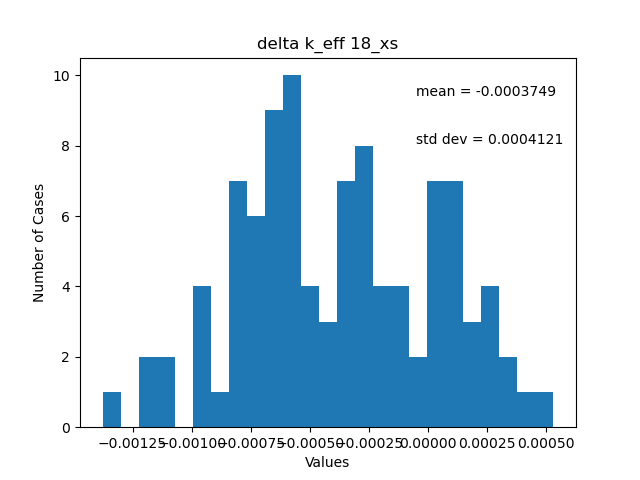 delta k_eff 18_xs
10
mean = -0.0003749
8
std dev = 0.0004121
6
Number of Cases
4
2
0
−0.00125 −0.00100 −0.00075 −0.00050 −0.00025 0.00000 0.00025 0.00050
Values